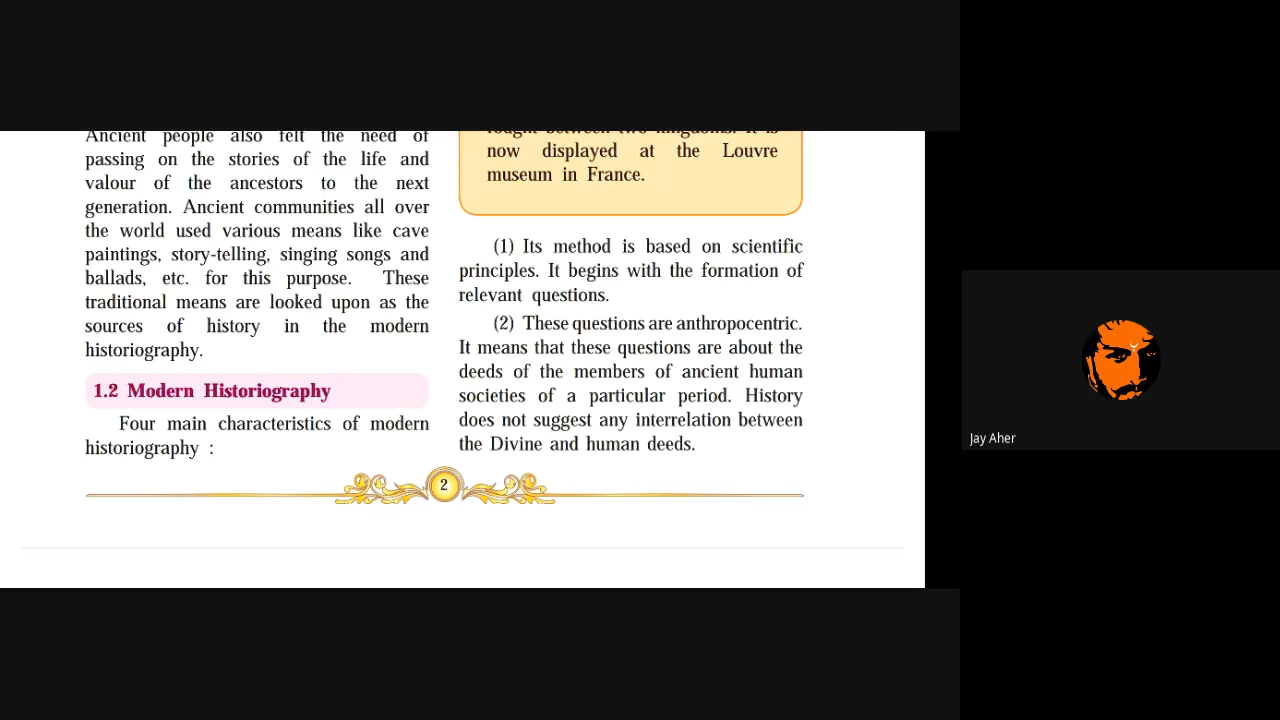 Ancient people also felt the need of
passing on the stories of the life and
valour of the ancestors to the next
generation. Ancient communities all over
the world used various means like cave
paintings, story-telling, singing songs and
ballads, etc. for this purpose. These
traditional means are looked upon as the
sources of history in the modern
historiography.
1.2 Modern Historiography
Four main characteristics of modern
historiography :
fought between two kingdoms. It is
now displayed at the Louvre
museum in France.
(1) Its method is based on scientific
principles. It begins with the formation of
relevant questions.
(2) These questions are anthropocentric.
It means that these questions are about the
deeds of the members of ancient human
societies of a particular period. History
does not suggest any interrelation between
the Divine and human deeds.
2
Jay Aher